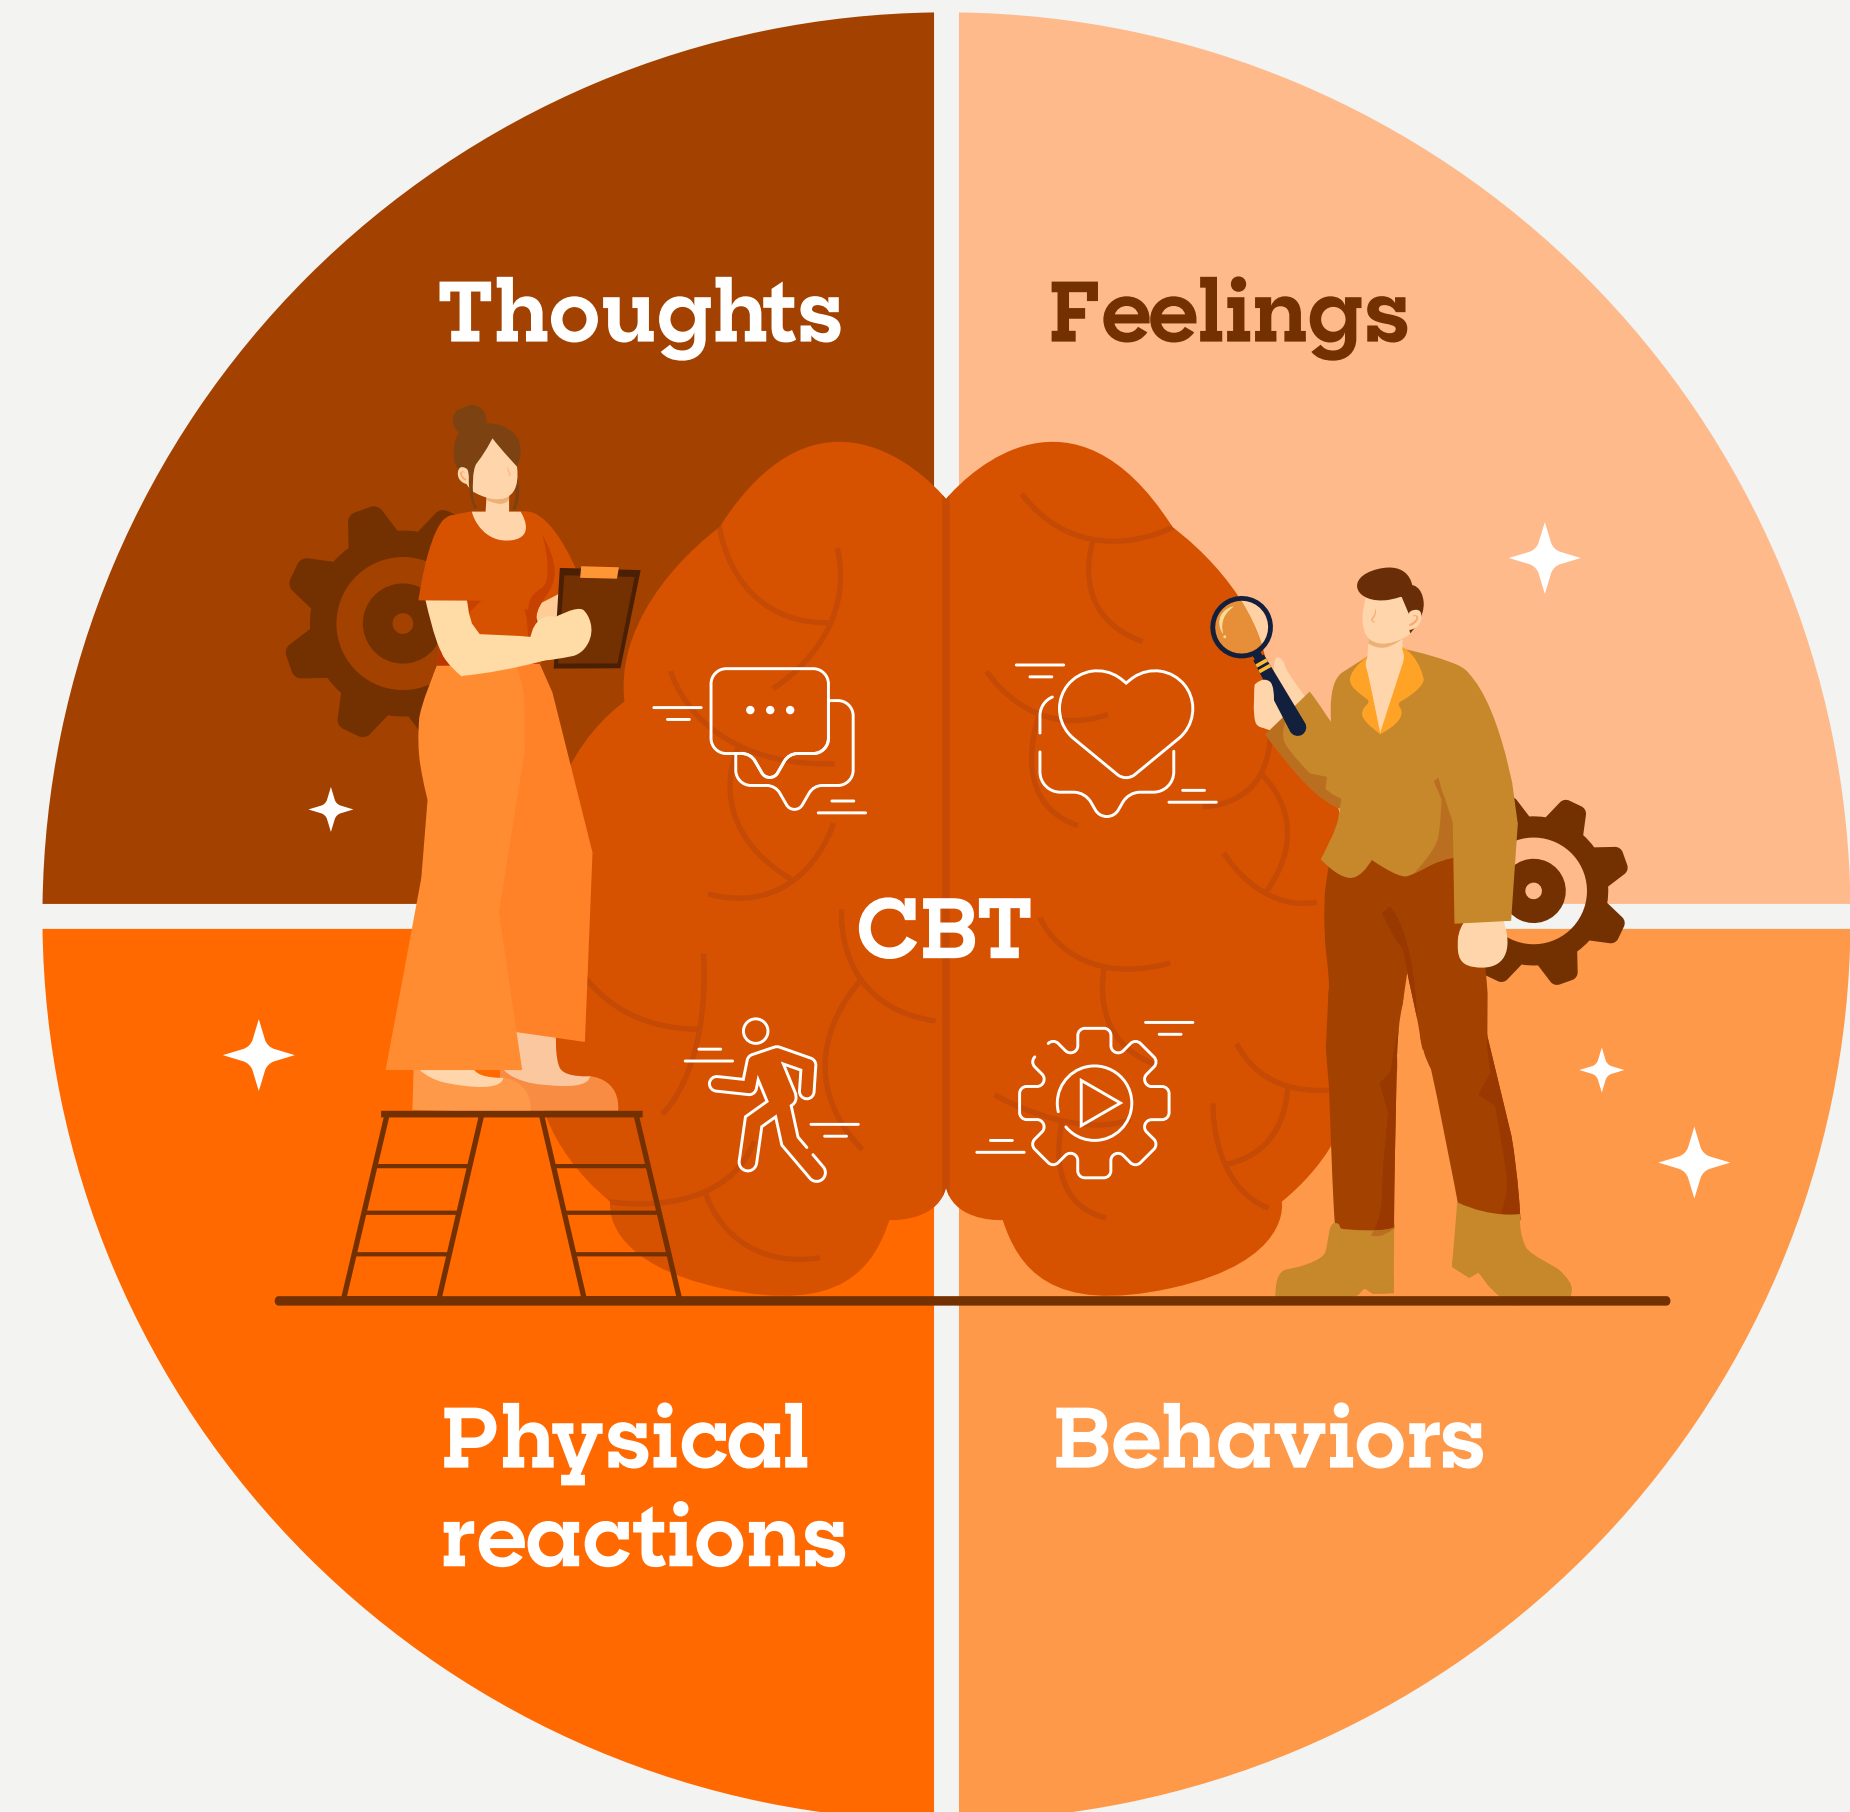 Thoughts
Feelings
CBT
Physical
reactions
Behaviors